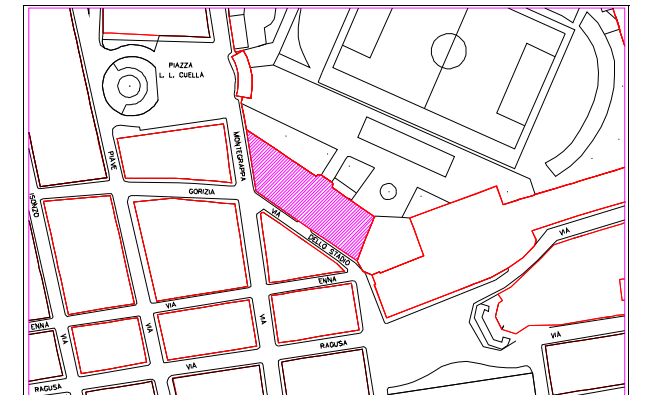 PIAZZA
L. L. CUELLA
MONTEGRAPPA
PIAVE
GORIZIA
ISONZO
VIA
DELLO STADIO
VIA
ENNA
VIA
ENNA
VIA
VIA
VIA
VIA
RAGUSA
VIA
RAGUSA